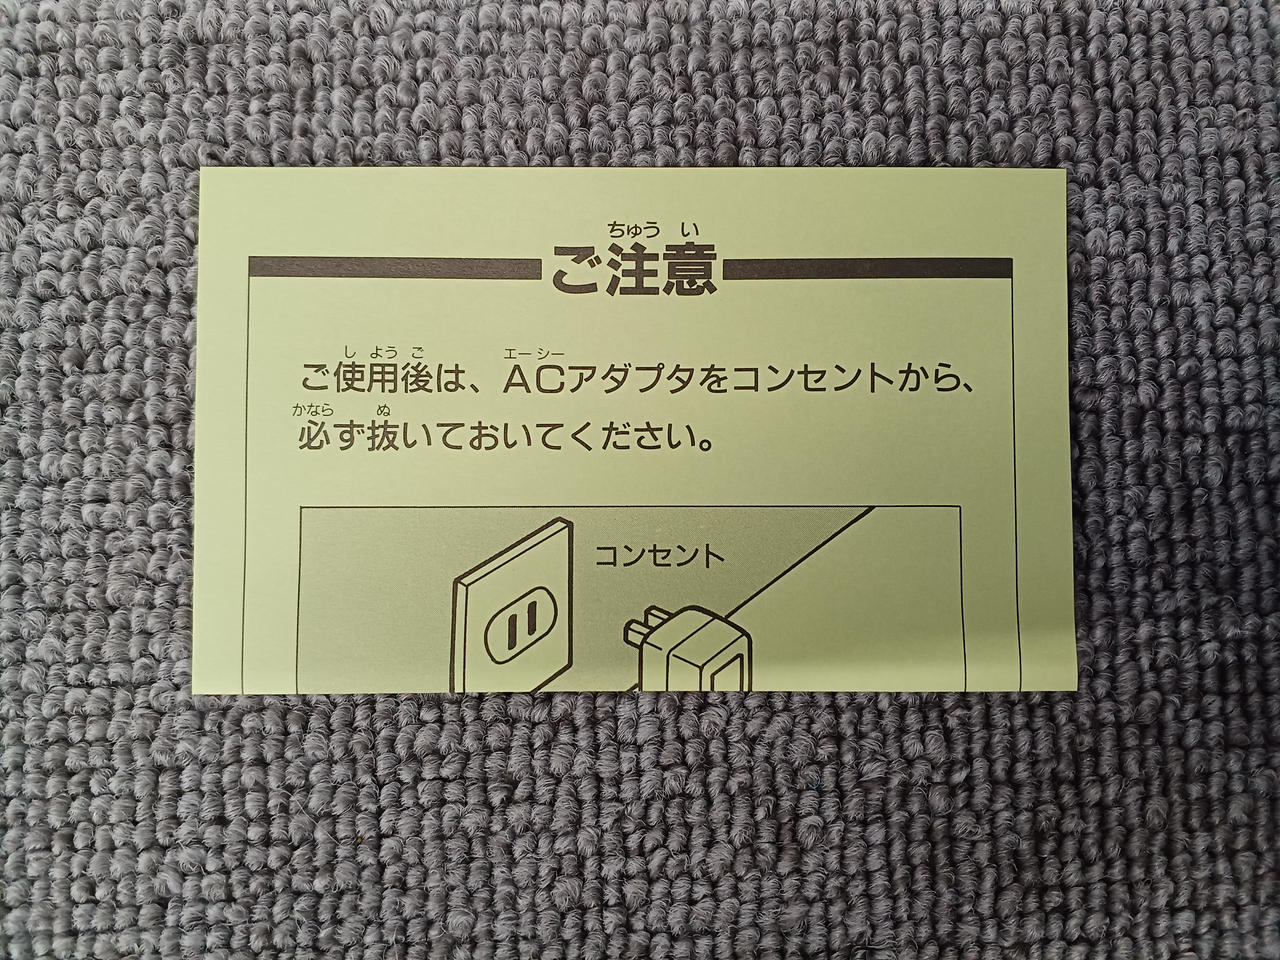 ちゅう い
ご注意
し よう ご エー シー
ご使用後は、ACアダプタをコンセントから、
かなら ぬ
必ず抜いておいてください。
コンセント